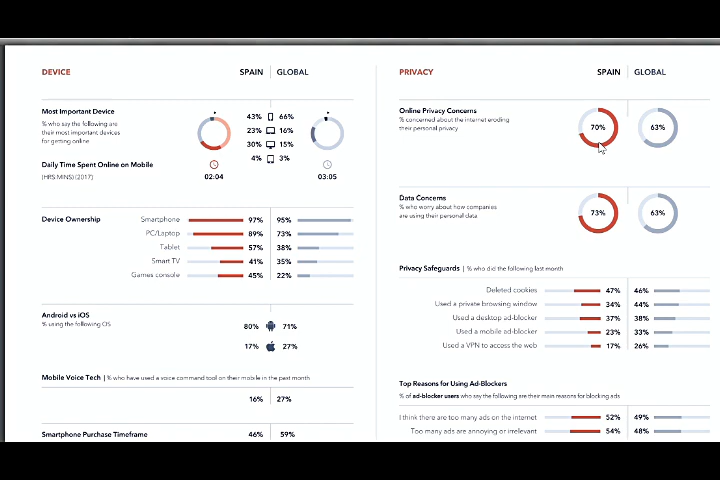 DEVICE SPAIN GLOBAL
Most Important Device
% who say the following are
their most important devices
for getting online
43% 66%
23% 16%
30% 15%
4% 3%
Daily Time Spent Online on Mobile
(HRS:MINS) (2017)
02:04 03:05
Device Ownership
Smartphone 97% 95%
PC/Laptop 89% 73%
Tablet 57% 38%
Smart TV 41% 35%
Games console 45% 22%
Android vs iOS
% using the following OS
80% 71%
17% 27%
Mobile Voice Tech | % who have used a voice command tool on their mobile in the past month
16% 27%
Smartphone Purchase Timeframe 46% 59%
PRIVACY SPAIN GLOBAL
Online Privacy Concerns
% concerned about the internet eroding
their personal privacy
70% 63%
Data Concerns
% who worry about how companies
are using their personal data
73% 63%
Privacy Safeguards | % who did the following last month
Deleted cookies 47% 46%
Used a private browsing window 34% 44%
Used a desktop ad-blocker 37% 38%
Used a mobile ad-blocker 23% 33%
Used a VPN to access the web 17% 26%
Top Reasons for Using Ad-Blockers
% of ad-blocker users who say the following are their main reasons for blocking ads
I think there are too many ads on the internet 52% 49%
Too many ads are annoying or irrelevant 54% 48%